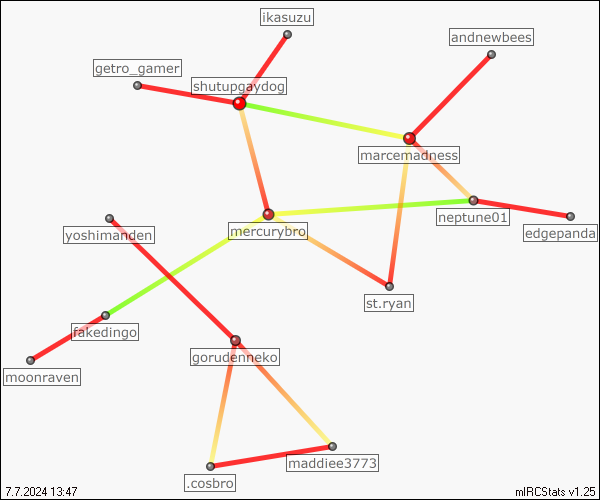 ikasuzu
andnewbees
getro_gamer
shutupgaydog
marcemadness
neptune01
mercurybro
yoshimanden
edgepanda
st.ryan
fakedingo
gorudenneko
moonraven
maddiee3773
.cosbro
7.7.2024 13:47
mIRCStats v1.25